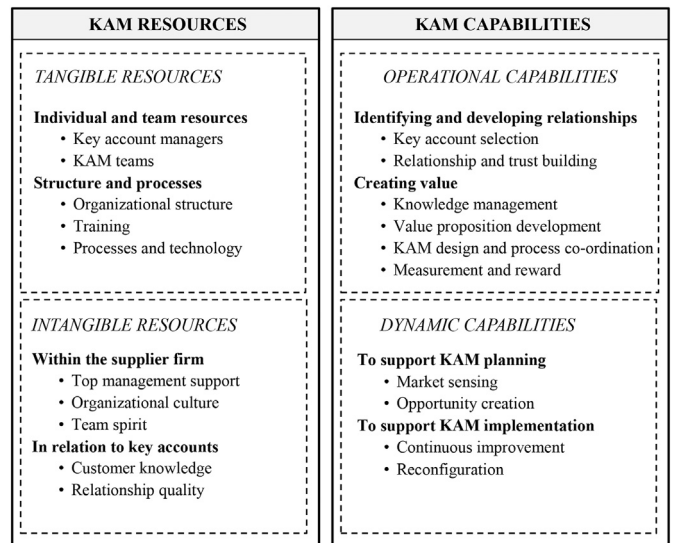 KAM RESOURCES
TANGIBLE RESOURCES
Individual and team resources
• Key account managers
• KAM teams
Structure and processes
• Organizational structure
• Training
• Processes and technology
INTANGIBLE RESOURCES
Within the supplier firm
• Top management support
• Organizational culture
• Team spirit
In relation to key accounts
• Customer knowledge
• Relationship quality
KAM CAPABILITIES
OPERATIONAL CAPABILITIES
Identifying and developing relationships
• Key account selection
• Relationship and trust building
Creating value
• Knowledge management
• Value proposition development
• KAM design and process co-ordination
• Measurement and reward
DYNAMIC CAPABILITIES
To support KAM planning
• Market sensing
• Opportunity creation
To support KAM implementation
• Continuous improvement
• Reconfiguration